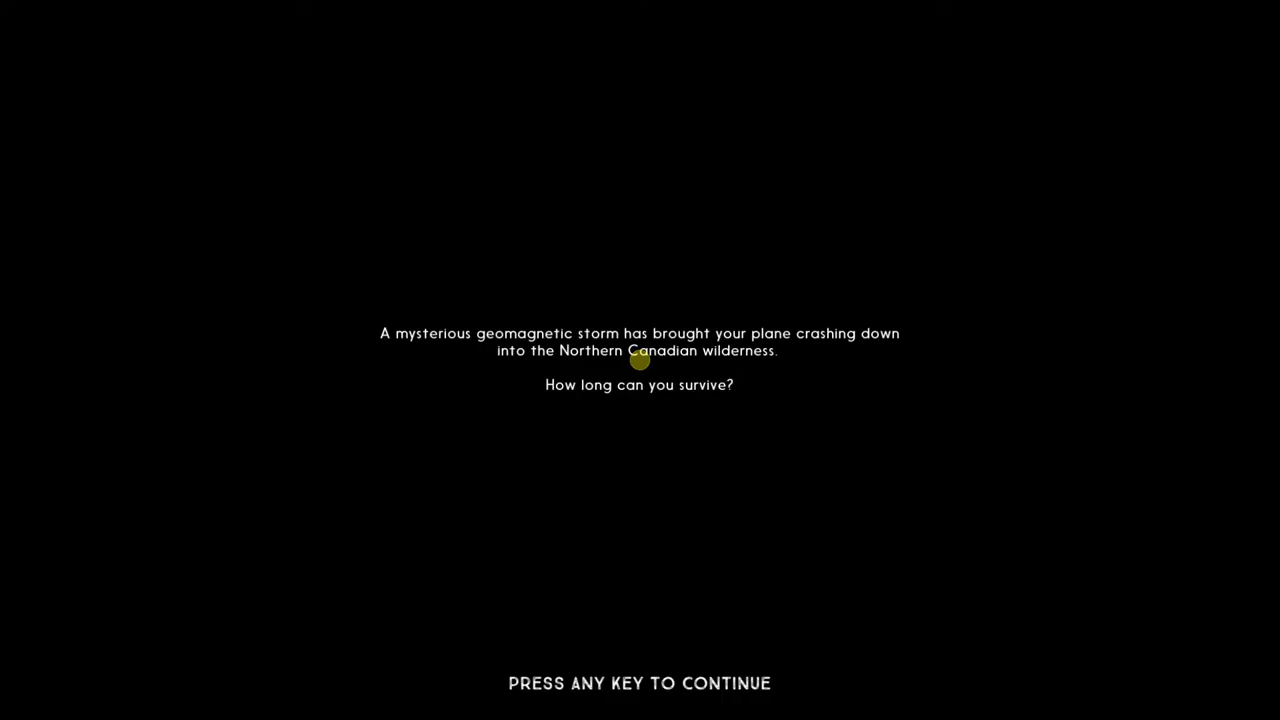 A mysterious geomagnetic storm has brought your plane crashing down
into the Northern Canadian wilderness.
How long can you survive?
PRESS ANY KEY TO CONTINUE